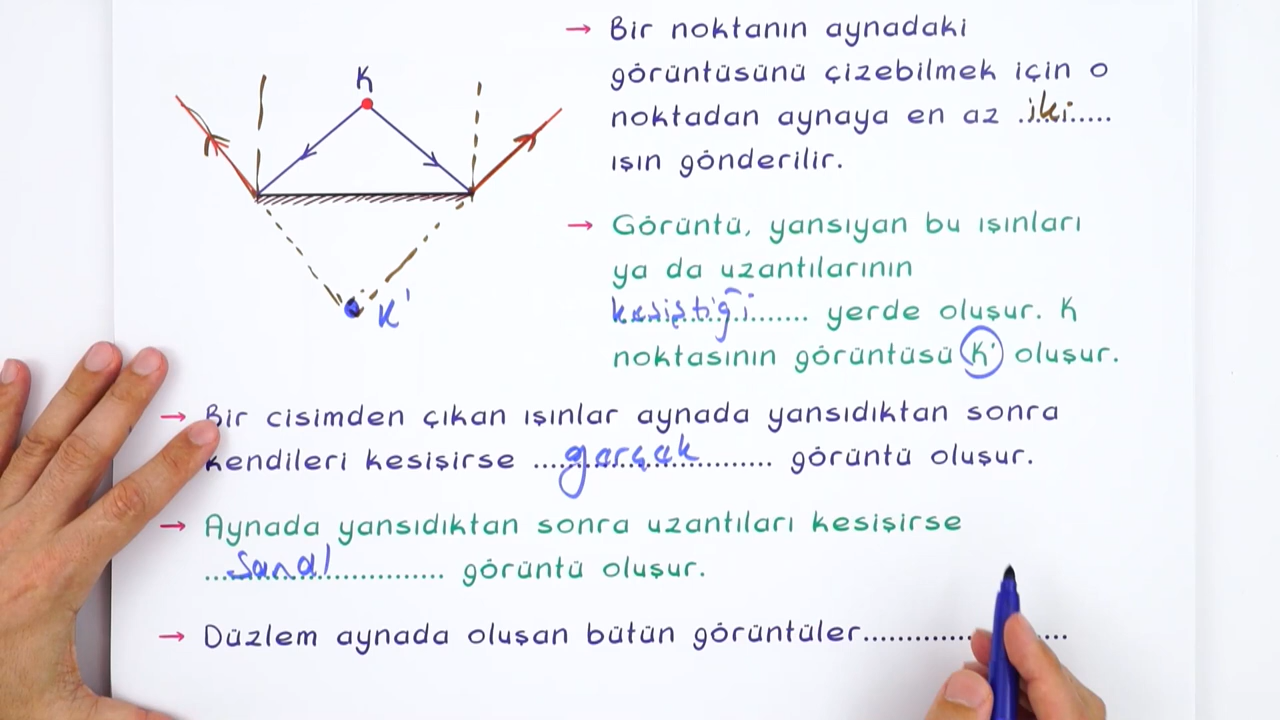 K
K'
→ Bir noktanın aynadaki
görüntüsünü çizebilmek için o
noktadan aynaya en az .iki.....
ışın gönderilir.
→ Görüntü, yansıyan bu ışınları
ya da uzantılarının
kesiştiği....... yerde oluşur. K
noktasının görüntüsü K' oluşur.
→ Bir cisimden çıkan ışınlar aynada yansıdıktan sonra
kendileri kesişirse ....gerçek.......... görüntü oluşur.
→ Aynada yansıdıktan sonra uzantıları kesişirse
...Sanal.............. görüntü oluşur.
→ Düzlem aynada oluşan bütün görüntüler..................